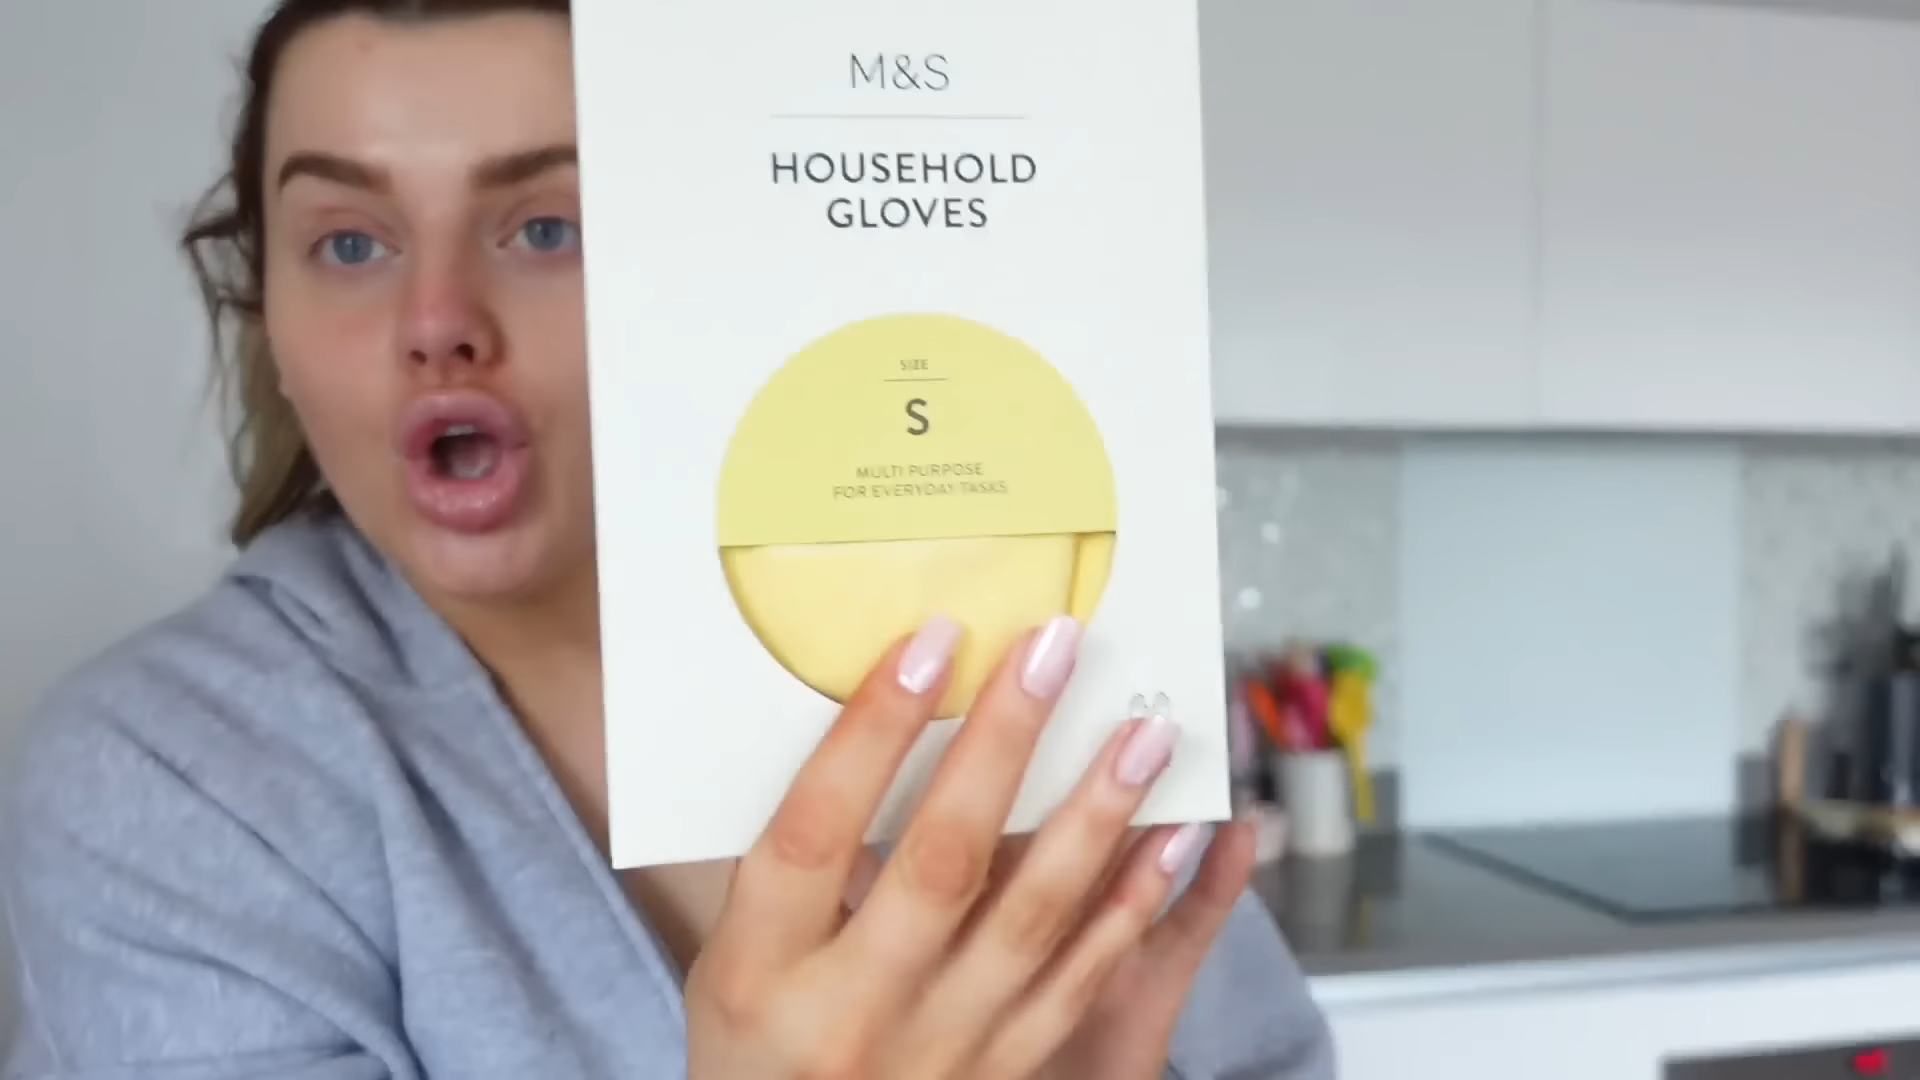 M&S
HOUSEHOLD
GLOVES
SIZE
S
MULTI PURPOSE
FOR EVERYDAY TASKS